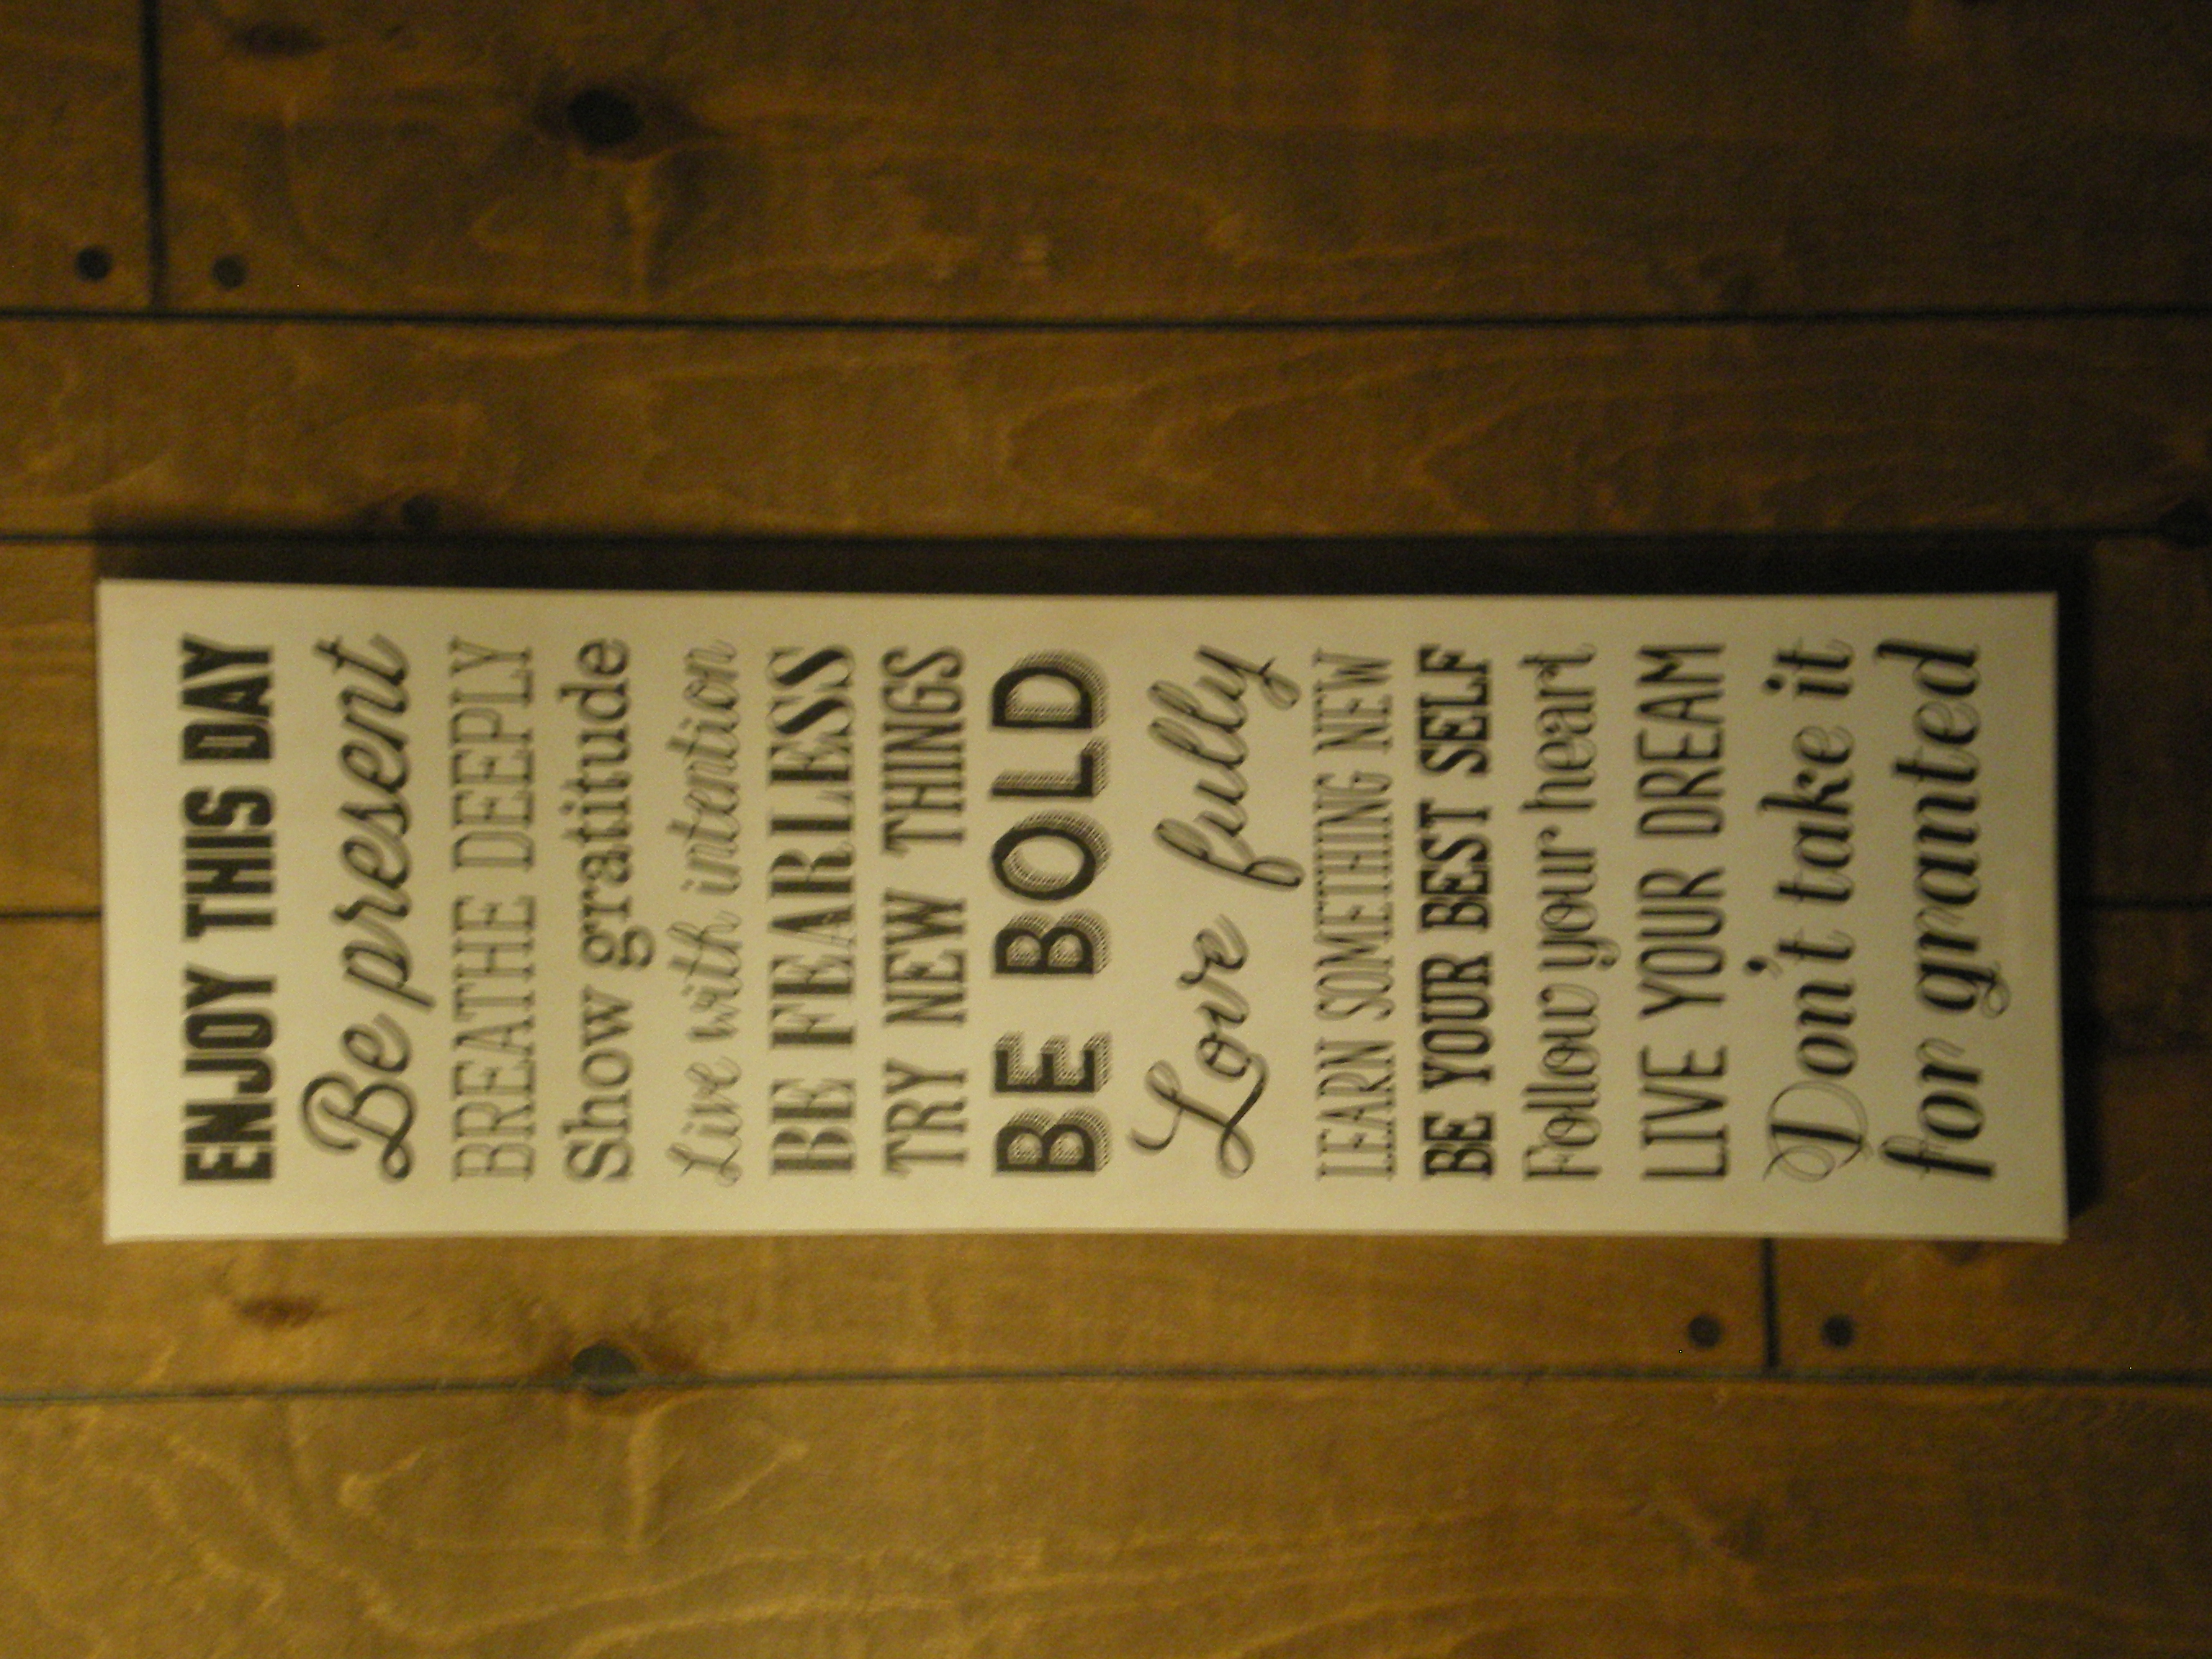 ENJOY THIS DAY
Be present
BREATHE DEEPLY
Show gratitude
Live with intention
BE FEARLESS
TRY NEW THINGS
BE BOLD
Love fully
LEARN SOMETHING NEW
BE YOUR BEST SELF
Follow your heart
LIVE YOUR DREAM
Don't take it
for granted